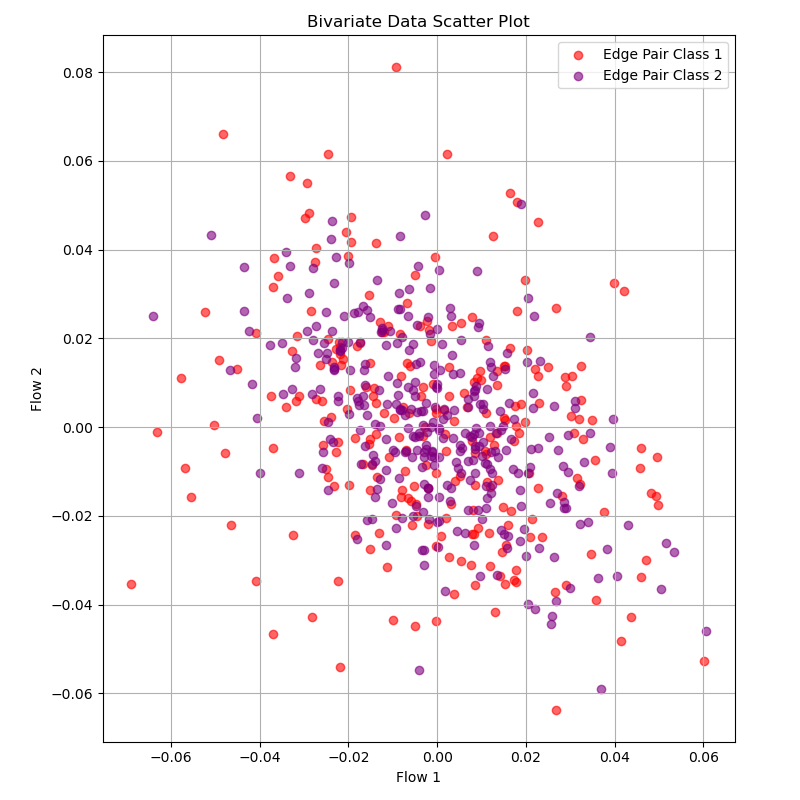 Bivariate Data Scatter Plot
Edge Pair Class 1
Edge Pair Class 2
0.08
0.06
0.04
0.02
0.00
−0.02
−0.04
−0.06
Flow 2
−0.06 −0.04 −0.02 0.00 0.02 0.04 0.06
Flow 1